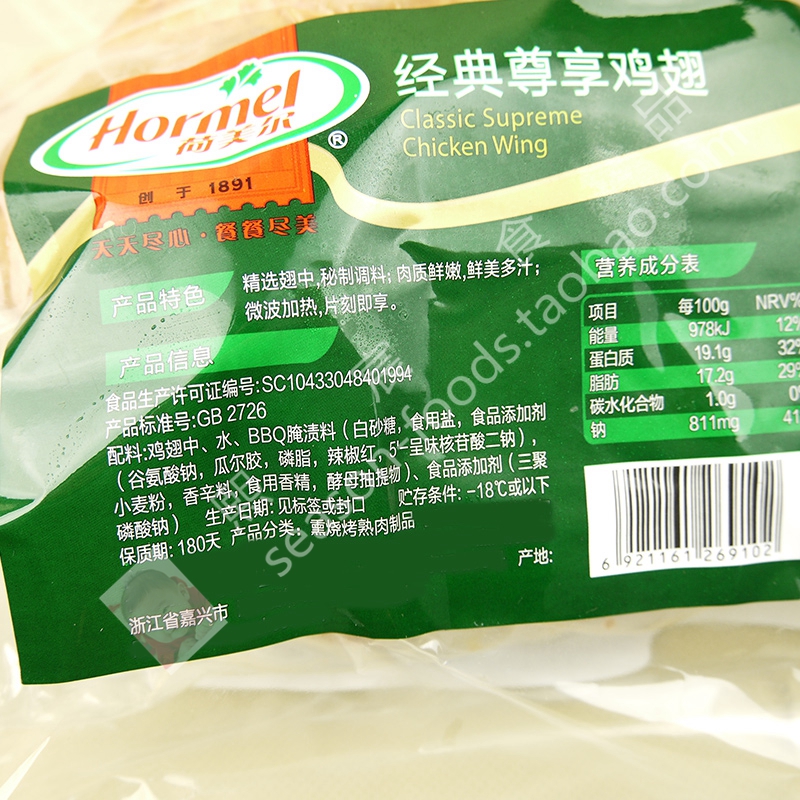 Hormel
荷美尔
®
创于1891
天天尽心·餐餐尽美
经典尊享鸡翅
Classic Supreme
Chicken Wing
产品特色
精选翅中,秘制调料; 肉质鲜嫩,鲜美多汁;
微波加热,片刻即享。
产品信息
食品生产许可证编号:SC10433048401994
产品标准号:GB 2726
配料: 鸡翅中、水、BBQ腌渍料（白砂糖，食用盐，食品添加剂
（谷氨酸钠，瓜尔胶，磷脂，辣椒红，5'-呈味核苷酸二钠），
小麦粉，香辛料，食用香精，酵母抽提物）、食品添加剂（三聚
磷酸钠） 生产日期: 见标签或封口 贮存条件: -18℃或以下
保质期: 180天 产品分类: 熏烧烤熟肉制品
产地:
浙江省嘉兴市
营养成分表
项目 每100g NRV%
能量 978kJ 12%
蛋白质 19.1g 32%
脂肪 17.2g 29%
碳水化合物 1.0g 0
钠 811mg 41
6 921161 269102
search-foods.taobao.com
食品